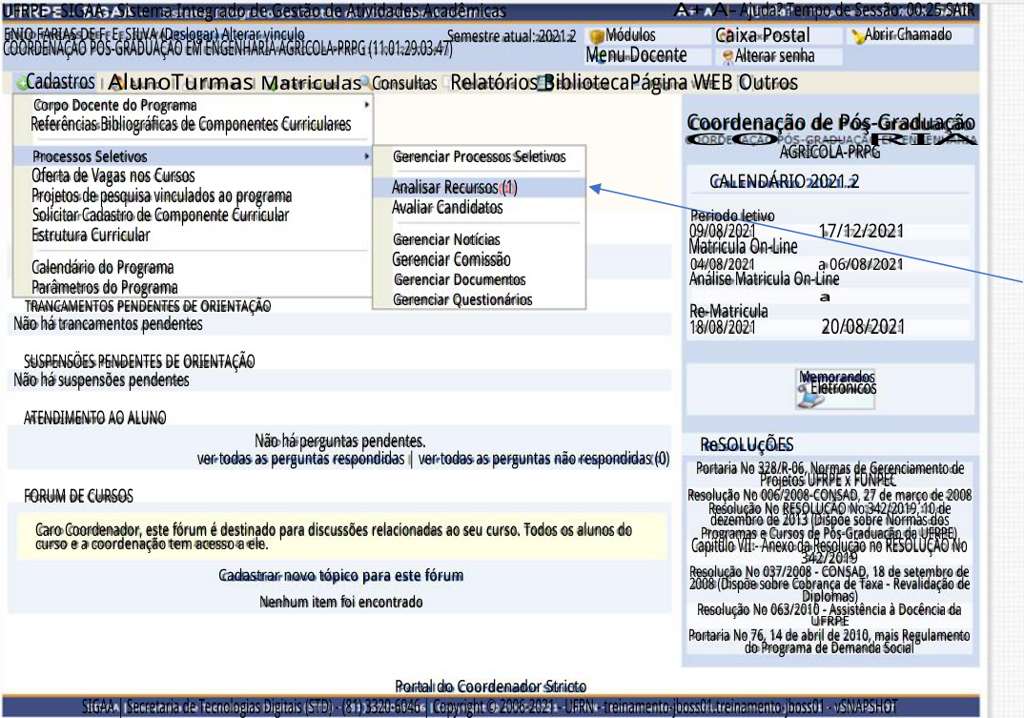 UFRPE - SIGAA - Sistema Integrado de Gestão de Atividades Acadêmicas
A+ A- Ajuda? Tempo de Sessão: 00:25 SAIR
ENIO FARIAS DE F E SILVA (Deslogar) Alterar vínculo
Semestre atual: 2021.2
Módulos
Caixa Postal
Abrir Chamado
COORDENAÇÃO PÓS-GRADUAÇÃO EM ENGENHARIA AGRÍCOLA-PRPG (11.01.29.03.47)
Menu Docente
Alterar senha
Cadastros
Aluno
Turmas
Matriculas
Consultas
Relatórios
Biblioteca
Página WEB
Outros
Corpo Docente do Programa
Referências Bibliográficas de Componentes Curriculares
Processos Seletivos
Oferta de Vagas nos Cursos
Projetos de pesquisa vinculados ao programa
Solicitar Cadastro de Componente Curricular
Estrutura Curricular
Calendário do Programa
Parâmetros do Programa
Gerenciar Processos Seletivos
Analisar Recursos (1)
Avaliar Candidatos
Gerenciar Notícias
Gerenciar Comissão
Gerenciar Documentos
Gerenciar Questionários
TRANCAMENTOS PENDENTES DE ORIENTAÇÃO
Não há trancamentos pendentes
SUSPENSÕES PENDENTES DE ORIENTAÇÃO
Não há suspensões pendentes
ATENDIMENTO AO ALUNO
Não há perguntas pendentes.
ver todas as perguntas respondidas | ver todas as perguntas não respondidas (0)
FORUM DE CURSOS
Caro Coordenador, este fórum é destinado para discussões relacionadas ao seu curso. Todos os alunos do
curso e a coordenação tem acesso a ele.
Cadastrar novo tópico para este fórum
Nenhum item foi encontrado
Coordenação de Pós-Graduação
AGRÍCOLA-PRPG
CALENDÁRIO 2021.2
Período letivo
09/08/2021 17/12/2021
Matrícula On-Line
04/08/2021 a 06/08/2021
Análise Matricula On-Line
a
Re-Matricula
18/08/2021 20/08/2021
Memorandos
Eletrônicos
ReSOLUÇÕES
Portaria No 328/R-06, Normas de Gerenciamento de
Projetos UFRPE x FUNPEC
Resolução No 006/2008-CONSAD, 27 de março de 2008
Resolução No RESOLUÇÃO No 342/2019, 10 de
dezembro de 2013 (Dispõe sobre Normas dos
Programas e Cursos de Pós-Graduação da UFRPE)
Capítulo VII - Anexo da Resolução no RESOLUÇÃO No
342/2019
Resolução No 037/2008 - CONSAD, 18 de setembro de
2008 (Dispõe sobre Cobrança de Taxa - Revalidação de
Diplomas)
Resolução No 063/2010 - Assistência à Docência da
UFRPE
Portaria No 76, 14 de abril de 2010, mais Regulamento
do Programa de Demanda Social
Portal do Coordenador Stricto
SIGAA | Secretaria de Tecnologias Digitais (STD) - (81) 3320-6046 | Copyright © 2006-2021 - UFRN - treinamento-jboss01.treinamento-jboss01 - vSNAPSHOT